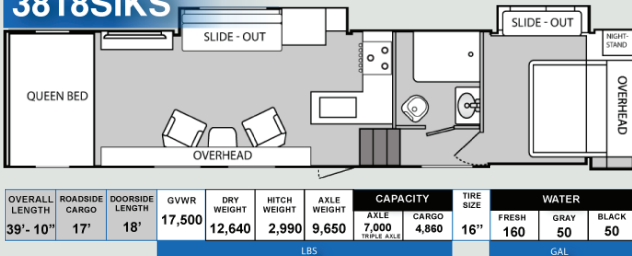 3818SIKS
SLIDE - OUT
SLIDE - OUT
NIGHT-
STAND
QUEEN BED
OVERHEAD
OVERHEAD
OVERALL LENGTH
39'- 10"
ROADSIDE CARGO
17'
DOORSIDE LENGTH
18'
GVWR
17,500
DRY WEIGHT
12,640
HITCH WEIGHT
2,990
AXLE WEIGHT
9,650
CAPACITY
AXLE
7,000
TRIPLE AXLE
CARGO
4,860
TIRE SIZE
16"
WATER
FRESH
160
GRAY
50
BLACK
50
LBS
GAL